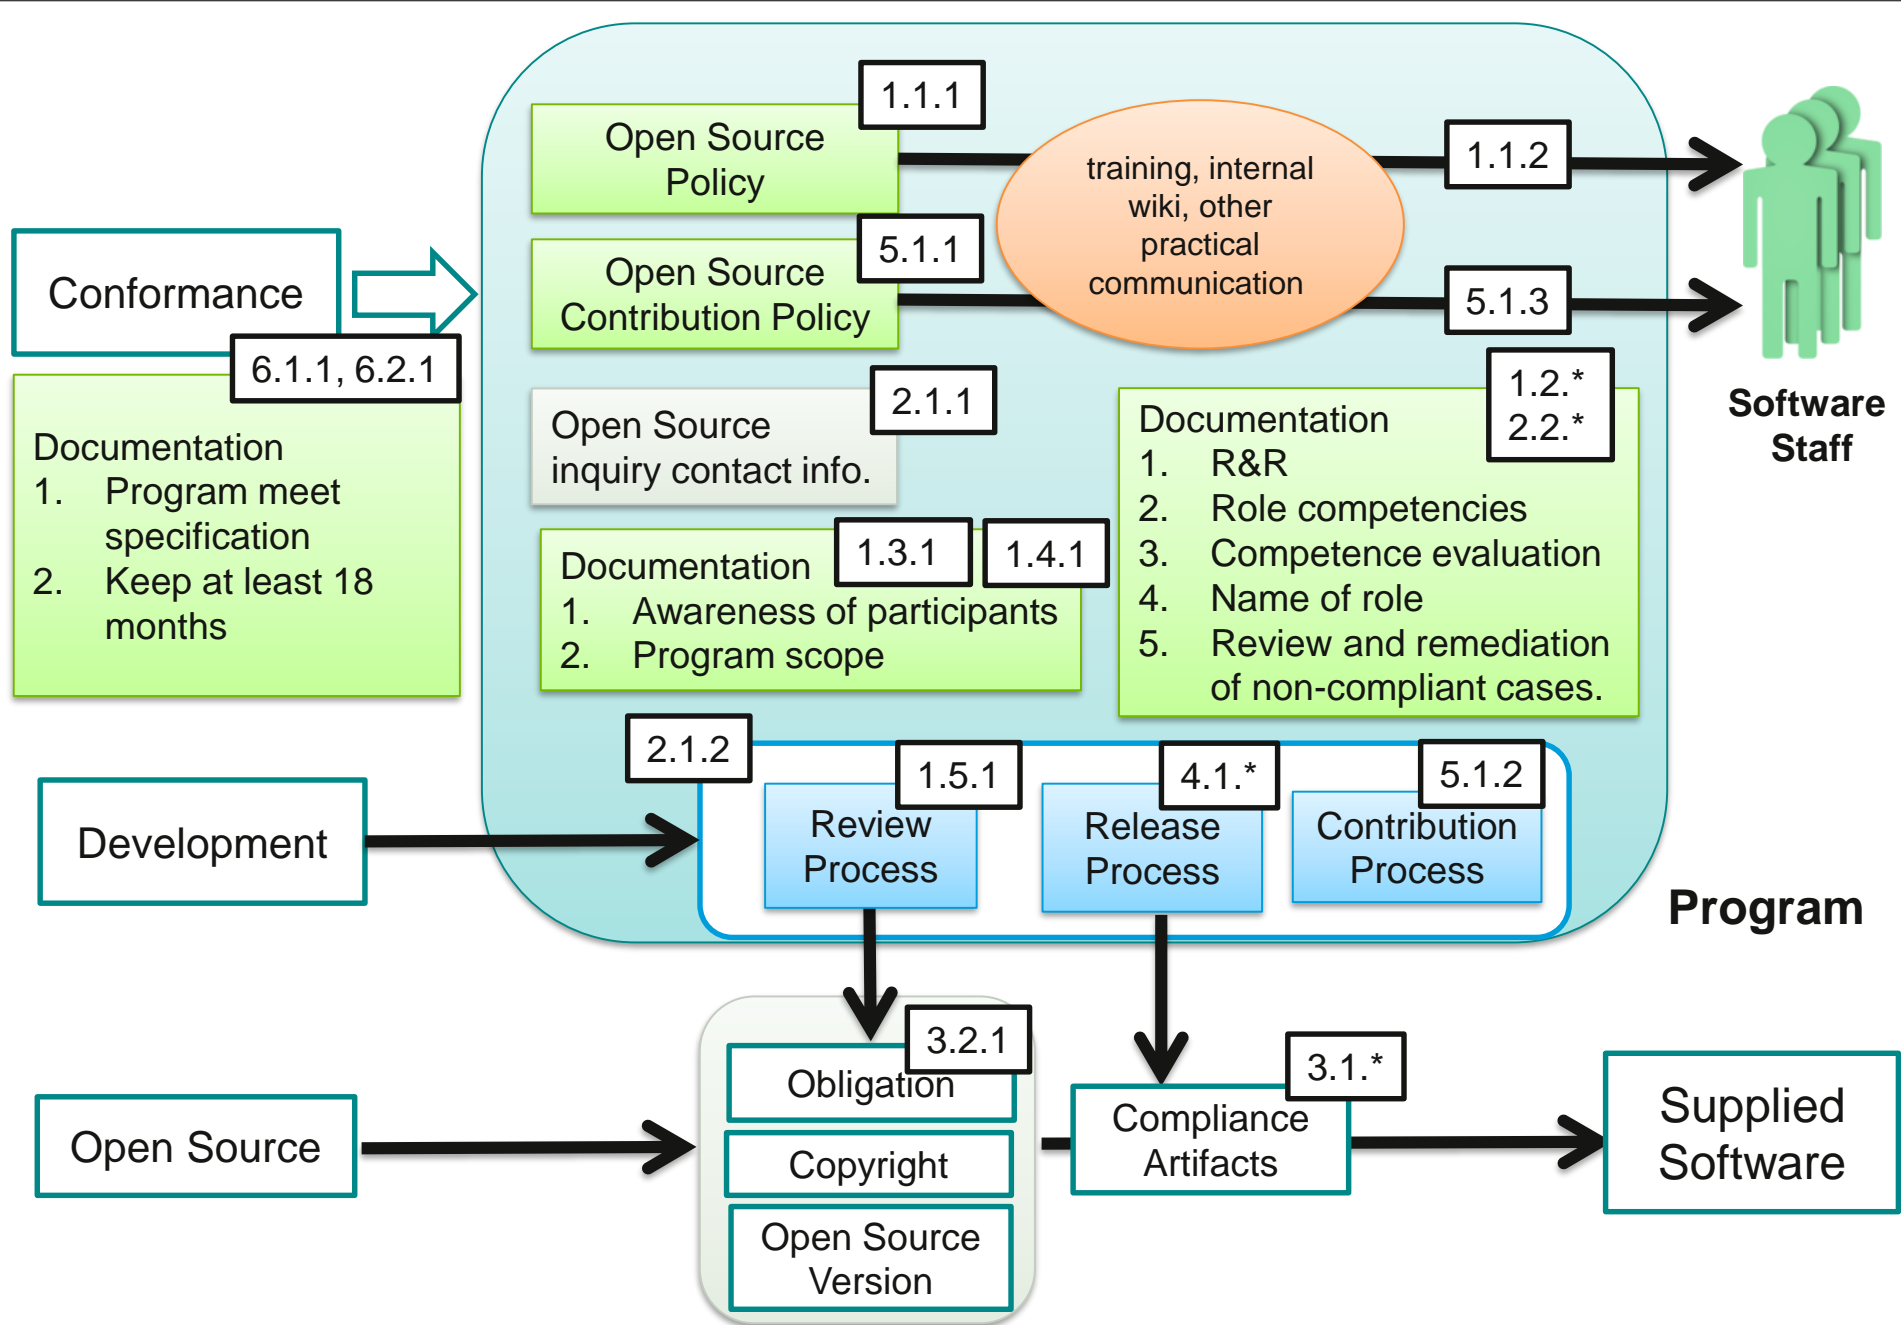 1.1.1
Open Source
Policy
training, internal
wiki, other
practical
communication
1.1.2
5.1.1
Open Source
Contribution Policy
5.1.3
Software
Staff
Conformance
6.1.1, 6.2.1
Documentation
1. Program meet
specification
2. Keep at least 18
months
2.1.1
Open Source
inquiry contact info.
1.3.1
1.4.1
Documentation
1. Awareness of participants
2. Program scope
1.2.*
2.2.*
Documentation
1. R&R
2. Role competencies
3. Competence evaluation
4. Name of role
5. Review and remediation
of non-compliant cases.
2.1.2
1.5.1
4.1.*
5.1.2
Development
Review
Process
Release
Process
Contribution
Process
Program
3.2.1
Obligation
Copyright
Open Source
Version
Open Source
3.1.*
Compliance
Artifacts
Supplied
Software